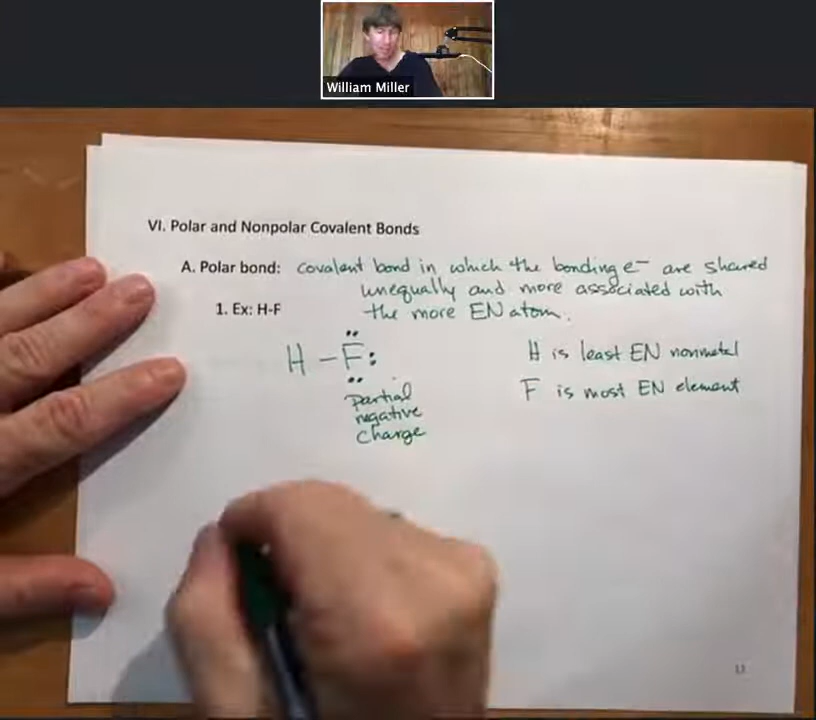 William Miller
VI. Polar and Nonpolar Covalent Bonds
A. Polar bond: covalent bond in which the bonding e⁻ are shared
unequally and more associated with
1. Ex: H-F the more EN atom.
H – F: H is least EN nonmetal
Partial F is most EN element
negative
charge
13